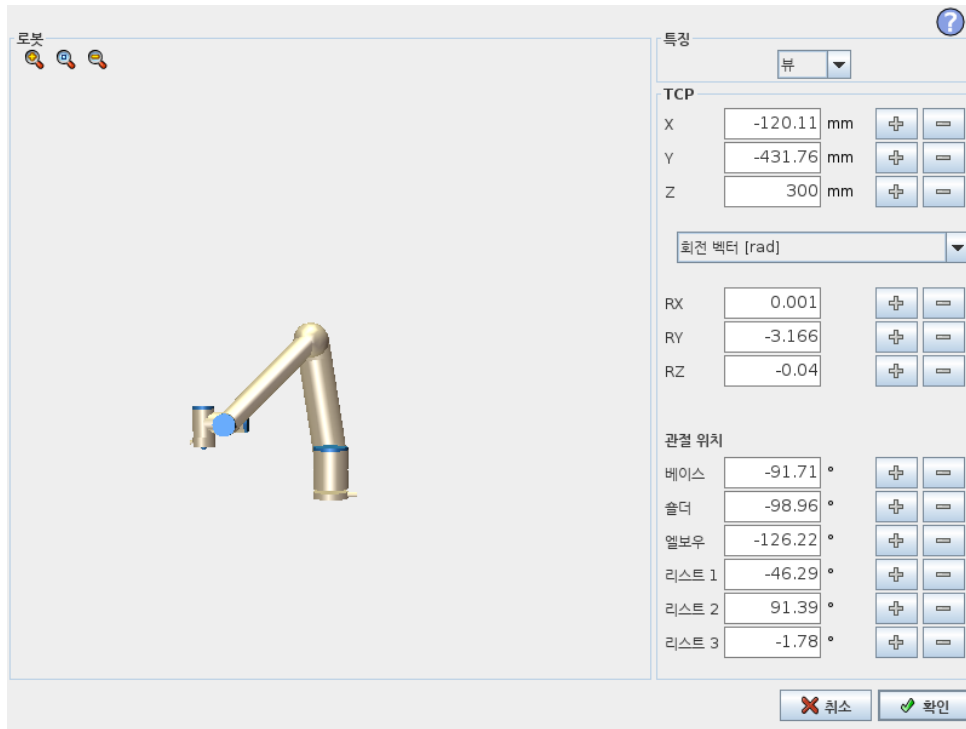 로봇
특징
뷰
TCP
X -120.11 mm
Y -431.76 mm
Z 300 mm
회전 벡터 [rad]
RX 0.001
RY -3.166
RZ -0.04
관절 위치
베이스 -91.71 °
숄더 -98.96 °
엘보우 -126.22 °
리스트 1 -46.29 °
리스트 2 91.39 °
리스트 3 -1.78 °
취소 확인